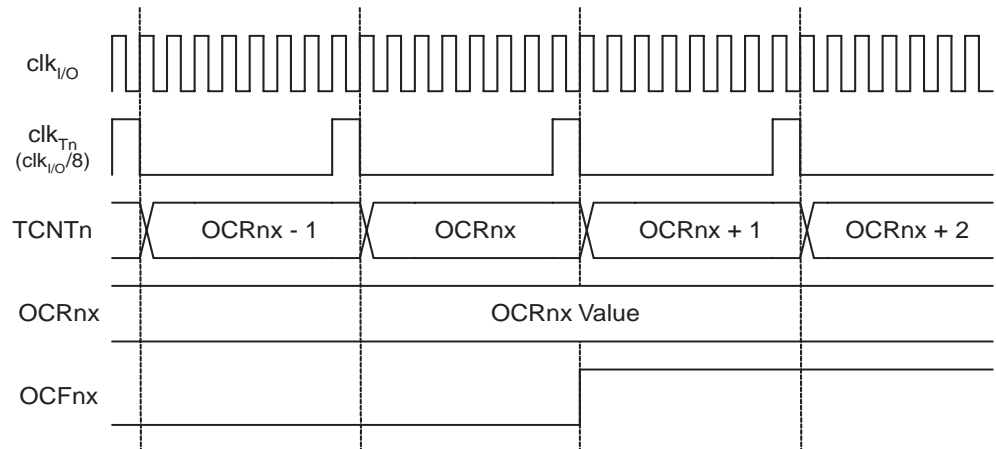 clkI/O
clkTn
(clkI/O/8)
TCNTn OCRnx - 1 OCRnx OCRnx + 1 OCRnx + 2
OCRnx OCRnx Value
OCFnx